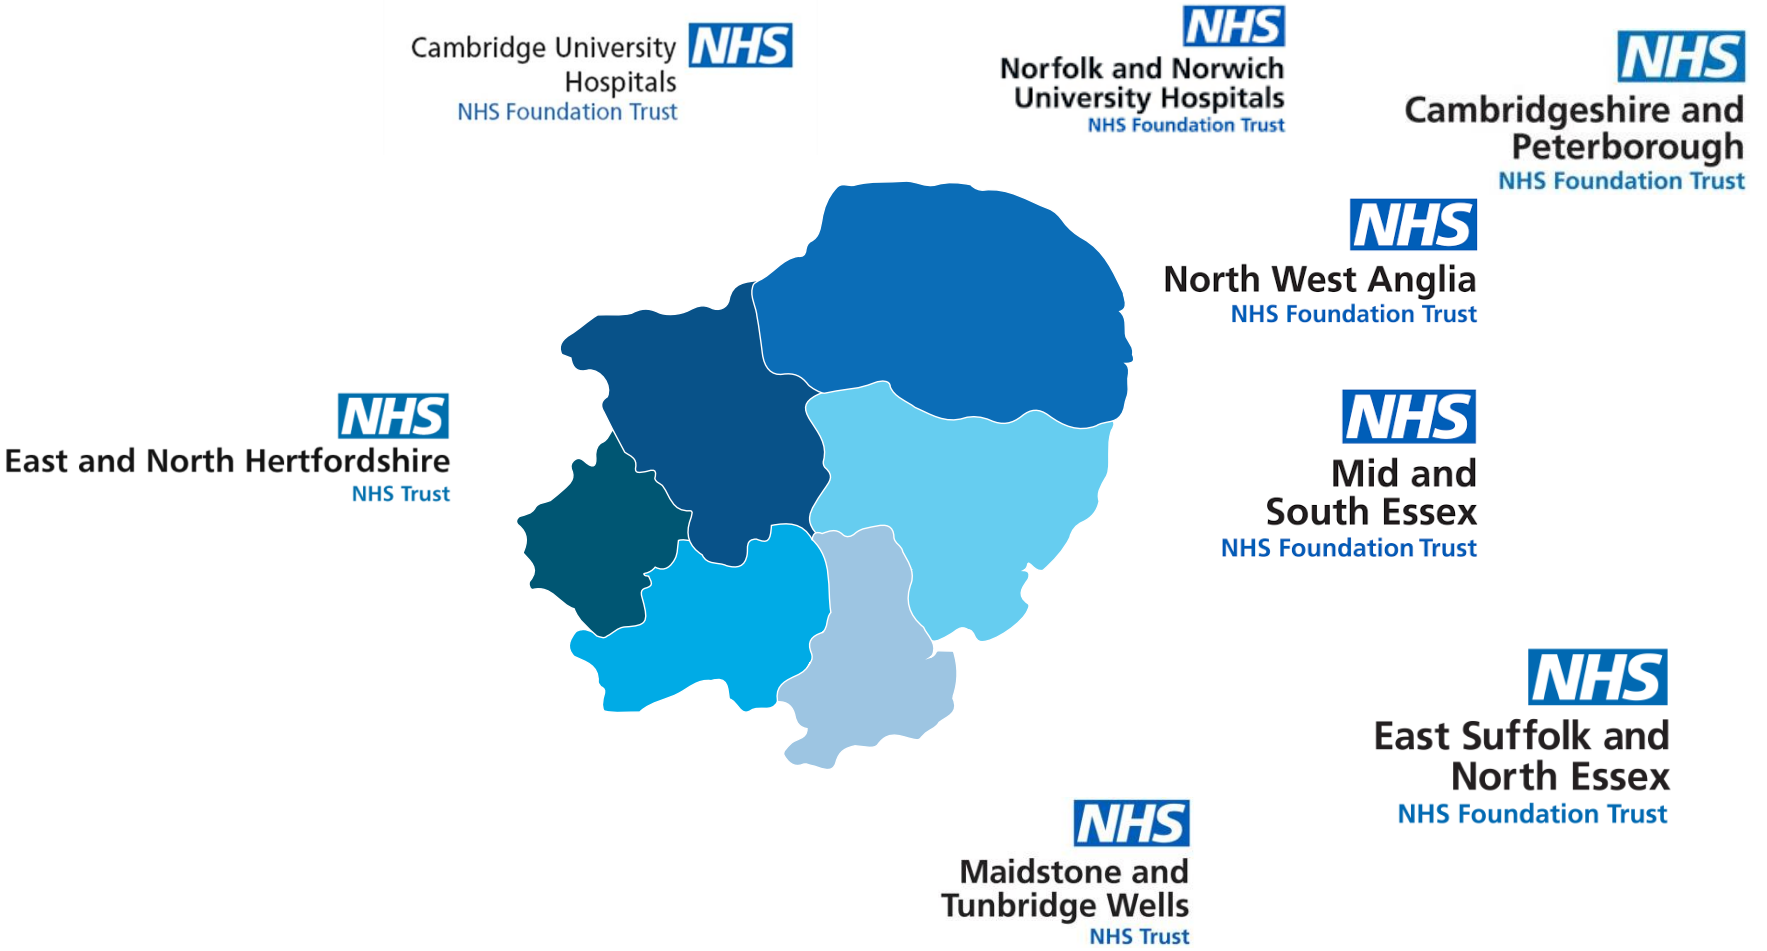 Cambridge University NHS
Hospitals
NHS Foundation Trust
NHS
Norfolk and Norwich
University Hospitals
NHS Foundation Trust
NHS
Cambridgeshire and
Peterborough
NHS Foundation Trust
NHS
North West Anglia
NHS Foundation Trust
NHS
East and North Hertfordshire
NHS Trust
NHS
Mid and
South Essex
NHS Foundation Trust
NHS
East Suffolk and
North Essex
NHS Foundation Trust
NHS
Maidstone and
Tunbridge Wells
NHS Trust